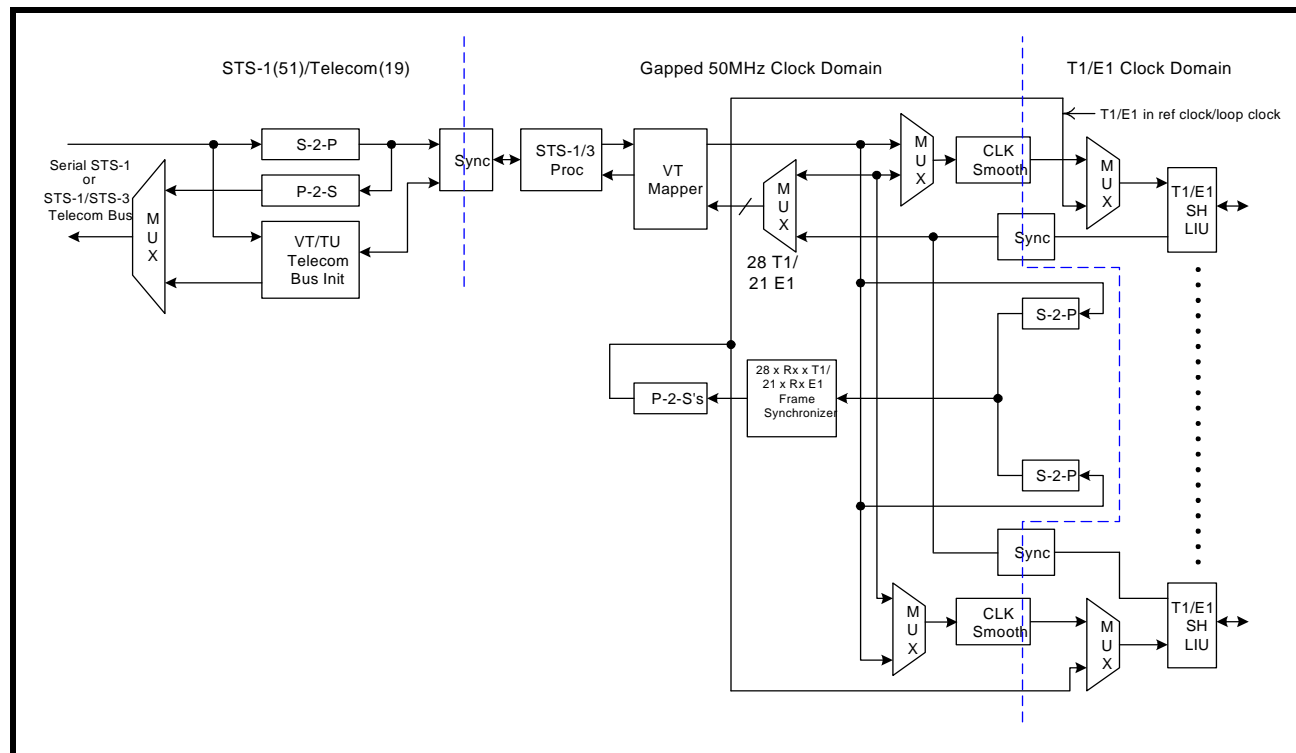 STS-1(51)/Telecom(19)
Gapped 50MHz Clock Domain
T1/E1 Clock Domain
T1/E1 in ref clock/loop clock
S-2-P
Serial STS-1
or
STS-1/STS-3
Telecom Bus
P-2-S
M
U
X
VT/TU
Telecom
Bus Init
Sync
STS-1/3
Proc
VT
Mapper
M
U
X
28 T1/
21 E1
M
U
X
CLK
Smooth
M
U
X
T1/E1
SH
LIU
Sync
S-2-P
P-2-S's
28 x Rx x T1/
21 x Rx E1
Frame
Synchronizer
S-2-P
Sync
M
U
X
CLK
Smooth
M
U
X
T1/E1
SH
LIU